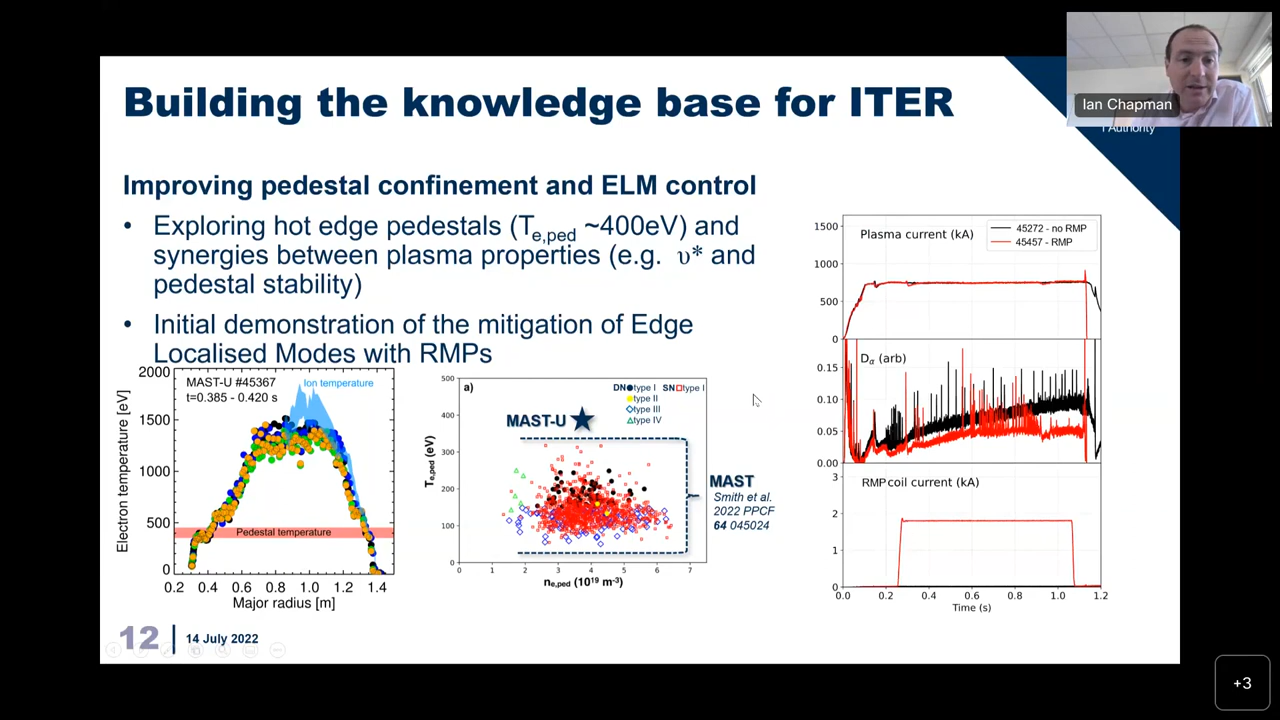 Building the knowledge base for ITER
Ian Chapman
Authority
Improving pedestal confinement and ELM control
• Exploring hot edge pedestals (Te,ped ~400eV) and
synergies between plasma properties (e.g. υ* and
pedestal stability)
• Initial demonstration of the mitigation of Edge
Localised Modes with RMPs
MAST-U #45367
t=0.385 - 0.420 s
Ion temperature
Pedestal temperature
Electron temperature [eV]
2000
1500
1000
500
0
0.2 0.4 0.6 0.8 1.0 1.2 1.4
Major radius [m]
a)
DN ● type I SN □ type I
type II
type III
type IV
MAST-U
Te,ped (eV)
500
400
300
200
100
0
0 1 2 3 4 5 6 7
ne,ped (10¹⁹ m⁻³)
MAST
Smith et al.
2022 PPCF
64 045024
Plasma current (kA)
45272 - no RMP
45457 - RMP
1500
1000
500
0
Dα (arb)
0.15
0.10
0.05
0.00
RMP coil current (kA)
3
2
1
0
0.0 0.2 0.4 0.6 0.8 1.0 1.2
Time (s)
12 14 July 2022
+3